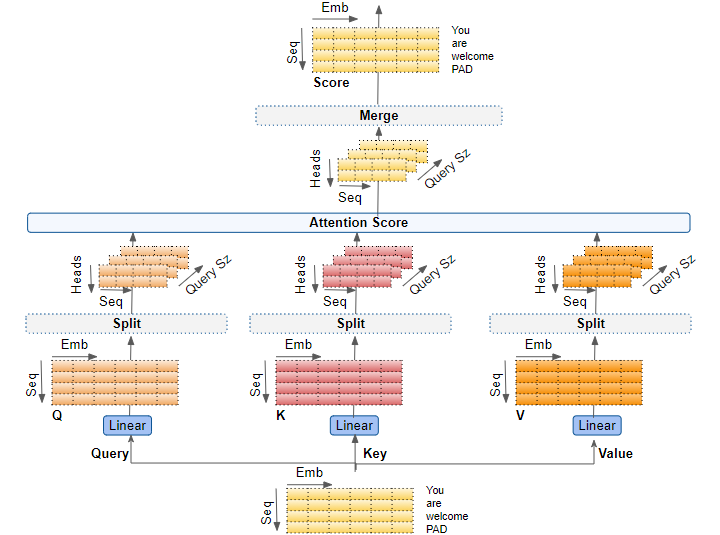 Emb
Seq
You
are
welcome
PAD
Score
Merge
Heads
Query Sz
Seq
Attention Score
Heads
Query Sz
Seq
Heads
Query Sz
Seq
Heads
Query Sz
Seq
Split
Split
Split
Emb
Emb
Emb
Seq
Seq
Seq
Q
K
V
Linear
Linear
Linear
Query
Key
Value
Emb
Seq
You
are
welcome
PAD